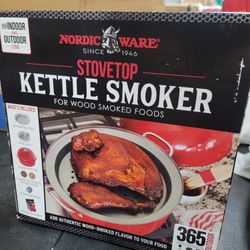 FOR INDOOR
OR
OUTDOOR
USE
NORDIC WARE®
SINCE 1946
STOVETOP
KETTLE SMOKER
FOR WOOD SMOKED FOODS
WHAT'S INCLUDED
365
ADD AUTHENTIC WOOD-SMOKED FLAVOR TO YOUR FOOD